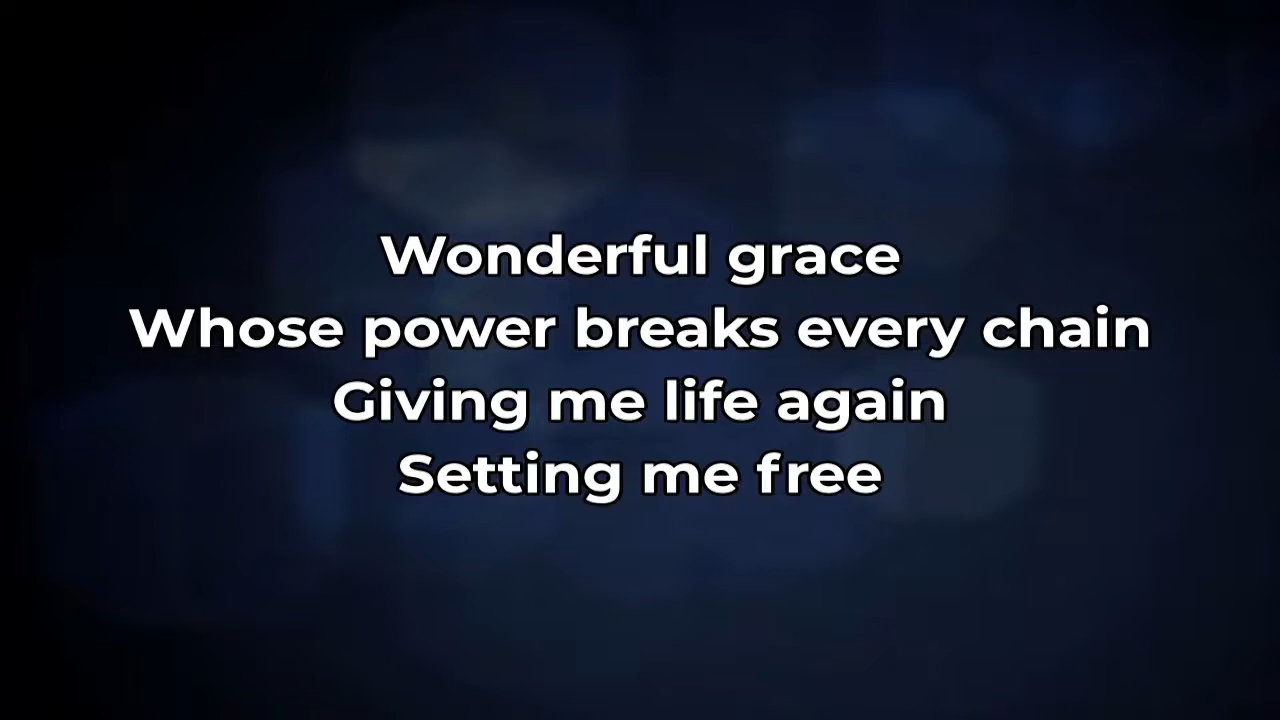 Wonderful grace
Whose power breaks every chain
Giving me life again
Setting me free